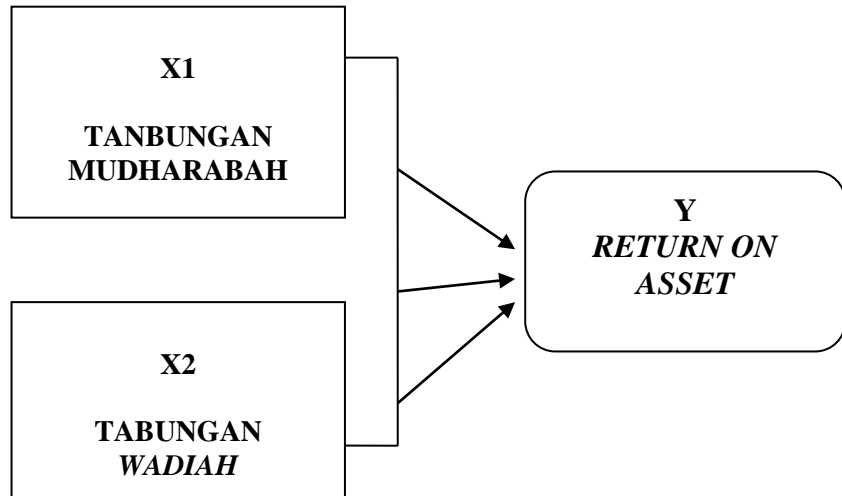 X1
TANBUNGAN
MUDHARABAH
X2
TABUNGAN
WADIAH
Y
RETURN ON
ASSET